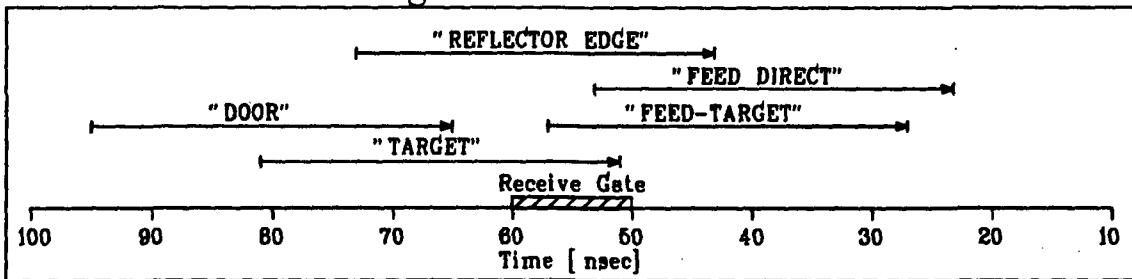 "REFLECTOR EDGE"
"FEED DIRECT"
"DOOR" "FEED-TARGET"
"TARGET"
Receive Gate
100 90 80 70 60 50 40 30 20 10
Time [ nsec]